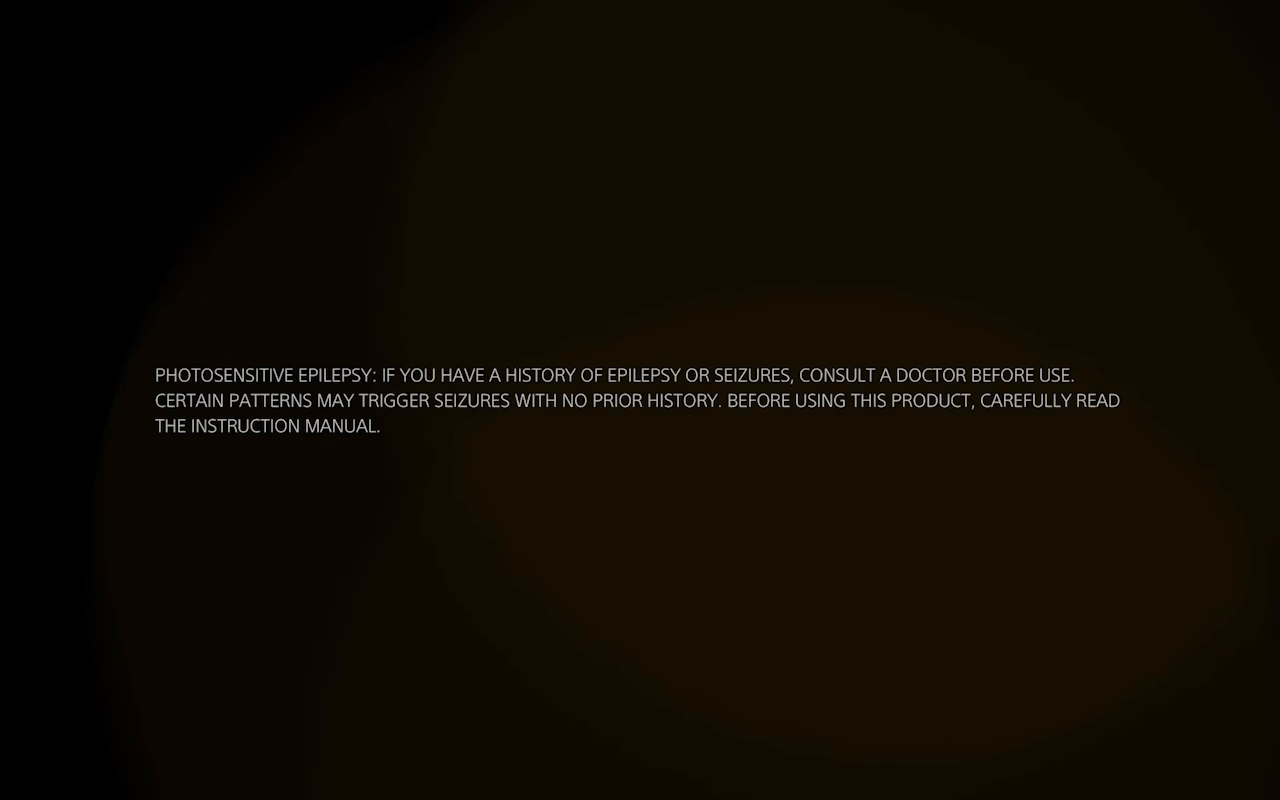 PHOTOSENSITIVE EPILEPSY: IF YOU HAVE A HISTORY OF EPILEPSY OR SEIZURES, CONSULT A DOCTOR BEFORE USE.
CERTAIN PATTERNS MAY TRIGGER SEIZURES WITH NO PRIOR HISTORY. BEFORE USING THIS PRODUCT, CAREFULLY READ
THE INSTRUCTION MANUAL.